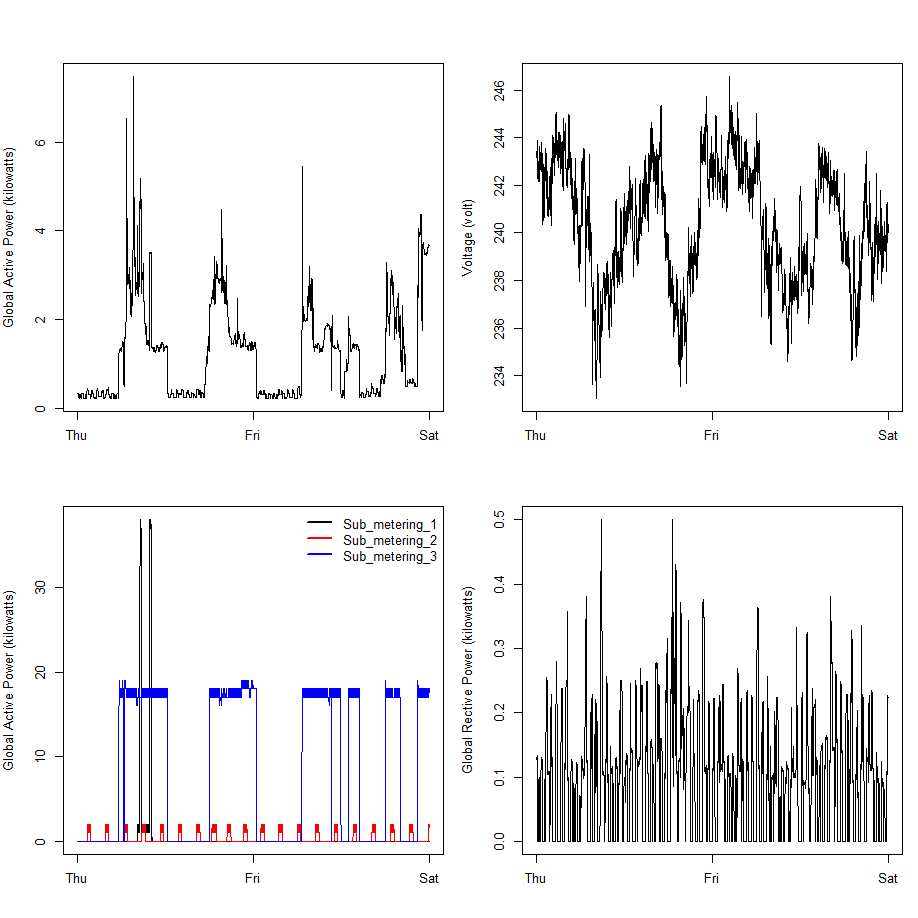 Global Active Power (kilowatts)
6
4
2
0
Thu
Fri
Sat
Voltage (volt)
246
244
242
240
238
236
234
Thu
Fri
Sat
Global Active Power (kilowatts)
30
20
10
0
Sub_metering_1
Sub_metering_2
Sub_metering_3
Thu
Fri
Sat
Global Rective Power (kilowatts)
0.5
0.4
0.3
0.2
0.1
0.0
Thu
Fri
Sat